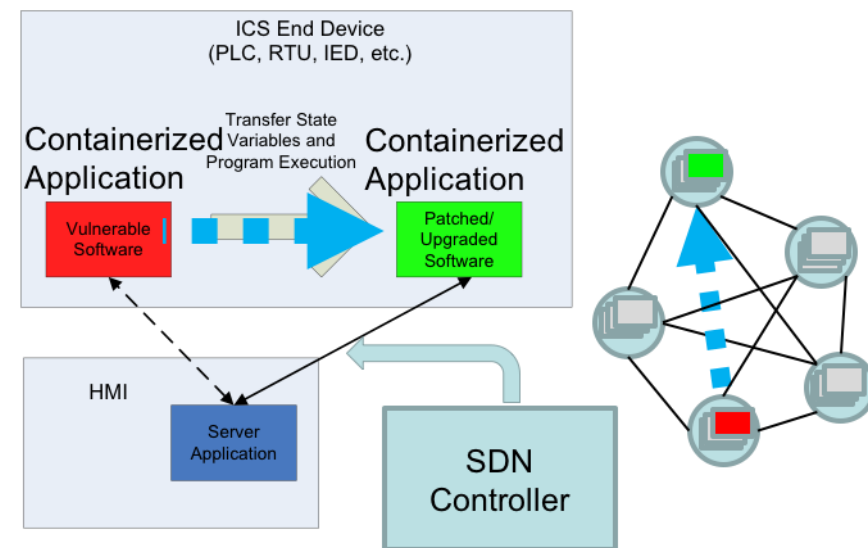 ICS End Device
(PLC, RTU, IED, etc.)
Transfer State
Variables and
Program Execution
Containerized
Application
Containerized
Application
Vulnerable
Software
Patched/
Upgraded
Software
HMI
Server
Application
SDN
Controller